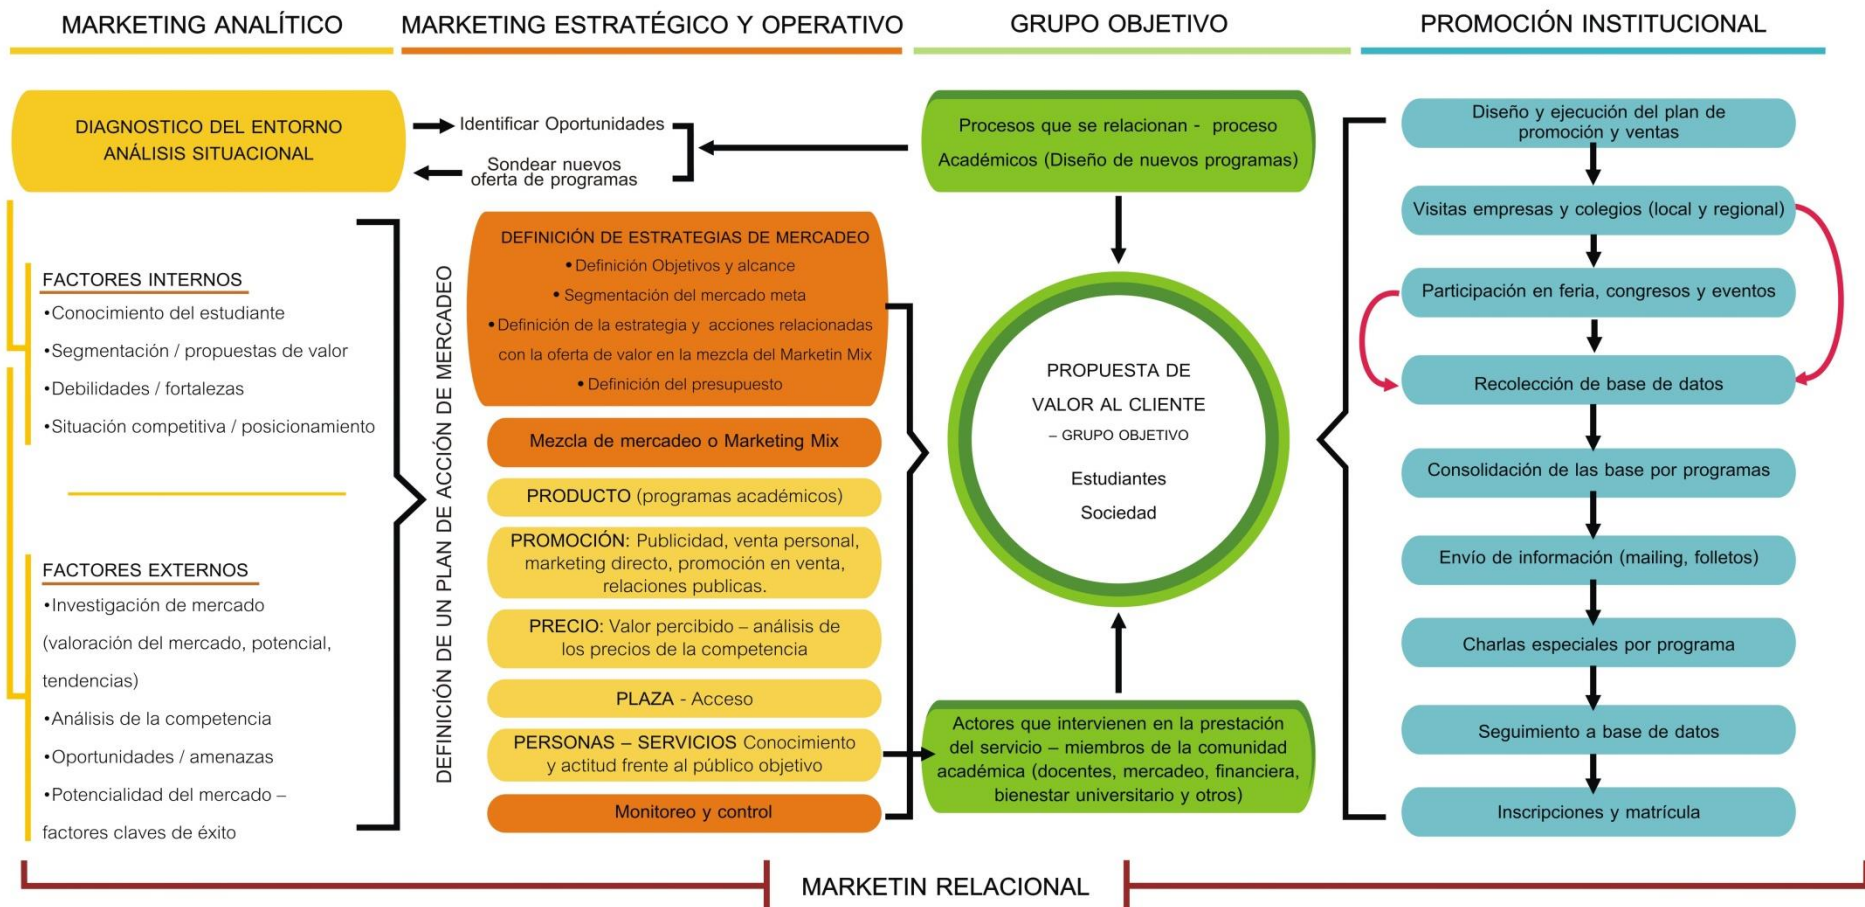 MARKETING ANALÍTICO
MARKETING ESTRATÉGICO Y OPERATIVO
GRUPO OBJETIVO
PROMOCIÓN INSTITUCIONAL
DIAGNOSTICO DEL ENTORNO
ANÁLISIS SITUACIONAL
Identificar Oportunidades
Sondear nuevos
oferta de programas
FACTORES INTERNOS
•Conocimiento del estudiante
•Segmentación / propuestas de valor
•Debilidades / fortalezas
•Situación competitiva / posicionamiento
FACTORES EXTERNOS
•Investigación de mercado
(valoración del mercado, potencial,
tendencias)
•Análisis de la competencia
•Oportunidades / amenazas
•Potencialidad del mercado –
factores claves de éxito
DEFINICIÓN DE UN PLAN DE ACCIÓN DE MERCADEO
DEFINICIÓN DE ESTRATEGIAS DE MERCADEO
•Definición Objetivos y alcance
•Segmentación del mercado meta
•Definición de la estrategia y acciones relacionadas
con la oferta de valor en la mezcla del Marketin Mix
•Definición del presupuesto
Mezcla de mercadeo o Marketing Mix
PRODUCTO (programas académicos)
PROMOCIÓN: Publicidad, venta personal,
marketing directo, promoción en venta,
relaciones publicas.
PRECIO: Valor percibido – análisis de
los precios de la competencia
PLAZA - Acceso
PERSONAS – SERVICIOS Conocimiento
y actitud frente al público objetivo
Monitoreo y control
Procesos que se relacionan - proceso
Académicos (Diseño de nuevos programas)
PROPUESTA DE
VALOR AL CLIENTE
– GRUPO OBJETIVO
Estudiantes
Sociedad
Actores que intervienen en la prestación
del servicio – miembros de la comunidad
académica (docentes, mercadeo, financiera,
bienestar universitario y otros)
Diseño y ejecución del plan de
promoción y ventas
Visitas empresas y colegios (local y regional)
Participación en feria, congresos y eventos
Recolección de base de datos
Consolidación de las base por programas
Envío de información (mailing, folletos)
Charlas especiales por programa
Seguimiento a base de datos
Inscripciones y matrícula
MARKETIN RELACIONAL